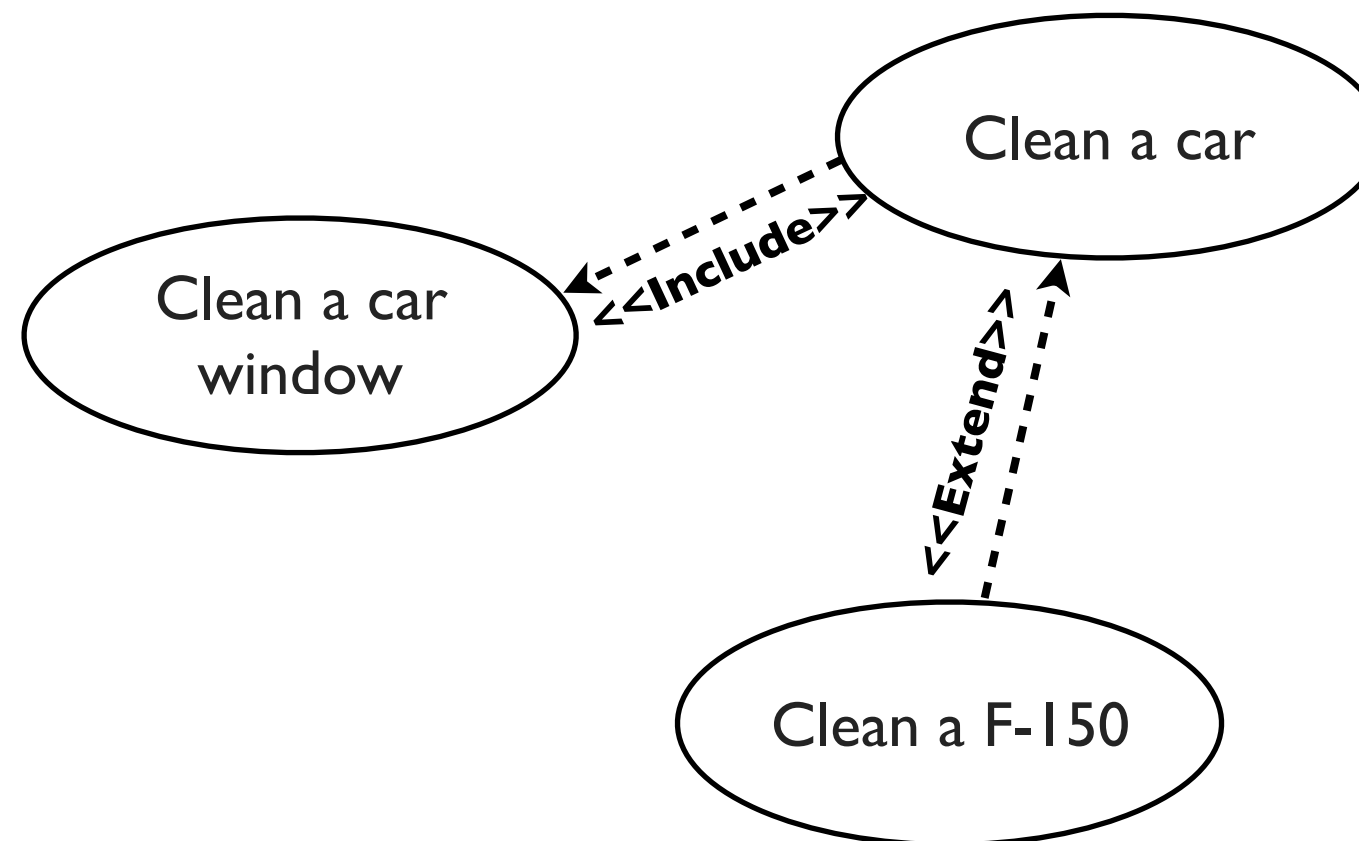 Clean a car
<<Include>>
Clean a car
window
<<Extend>>
Clean a F-150